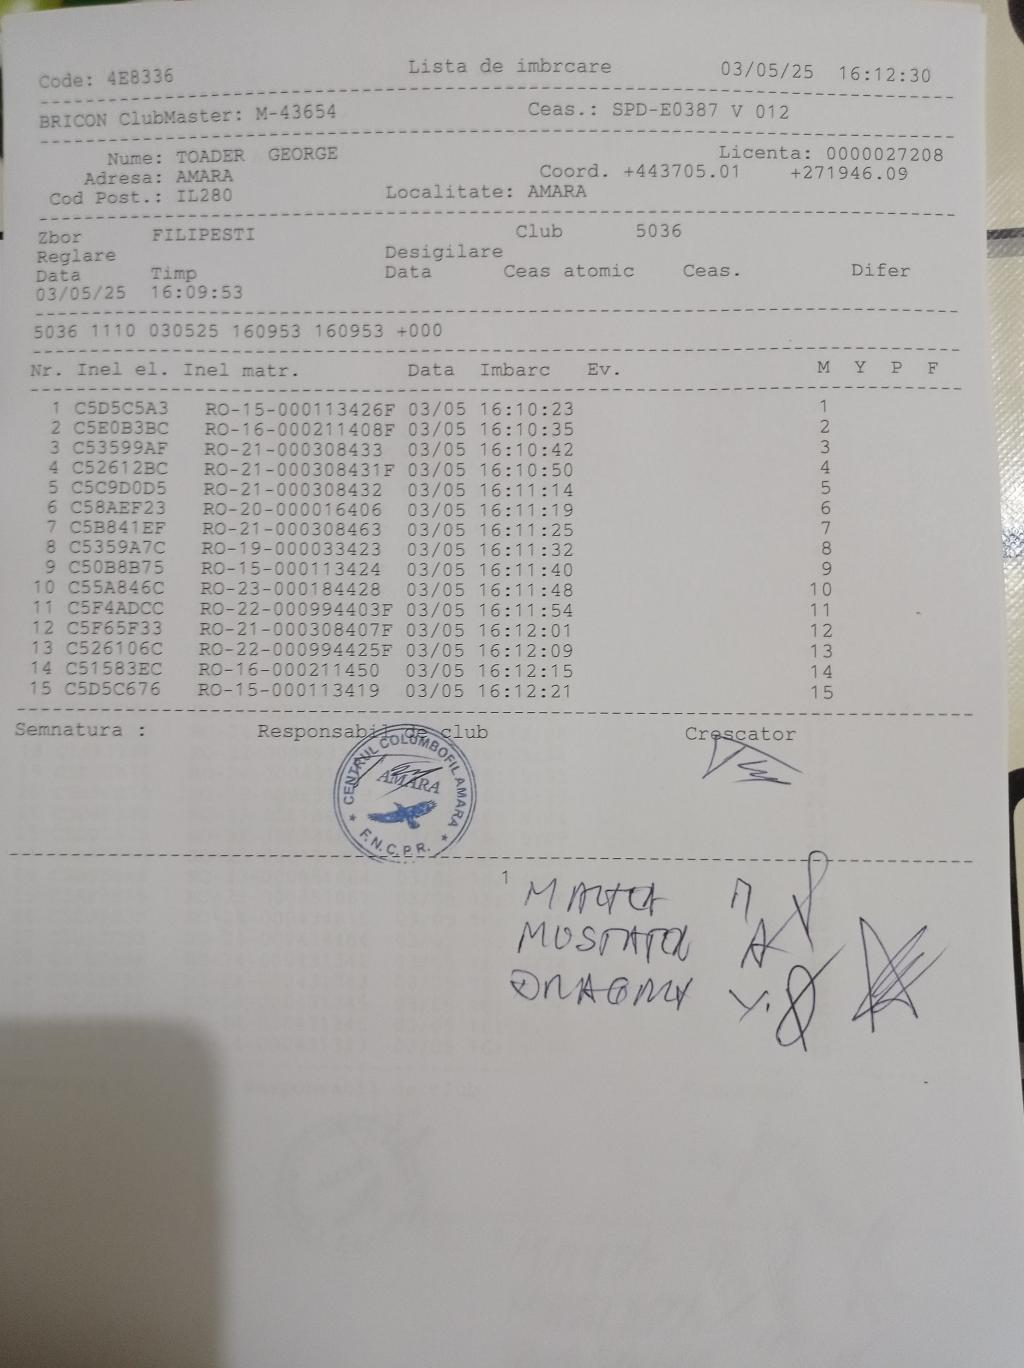 Code: 4E8336 Lista de imbrcare 03/05/25 16:12:30
BRICON ClubMaster: M-43654 Ceas.: SPD-E0387 V 012
Nume: TOADER GEORGE Licenta: 0000027208
Adresa: AMARA Coord. +443705.01 +271946.09
Cod Post.: IL280 Localitate: AMARA
Zbor FILIPESTI Club 5036
Reglare Desigilare
Data Timp Data Ceas atomic Ceas. Difer
03/05/25 16:09:53
5036 1110 030525 160953 160953 +000
Nr. Inel el. Inel matr. Data Imbarc Ev. M Y P F
1 C5D5C5A3 RO-15-000113426F 03/05 16:10:23 1
2 C5E0B3BC RO-16-000211408F 03/05 16:10:35 2
3 C53599AF RO-21-000308433 03/05 16:10:42 3
4 C52612BC RO-21-000308431F 03/05 16:10:50 4
5 C5C9D0D5 RO-21-000308432 03/05 16:11:14 5
6 C58AEF23 RO-20-000016406 03/05 16:11:19 6
7 C5B841EF RO-21-000308463 03/05 16:11:25 7
8 C5359A7C RO-19-000033423 03/05 16:11:32 8
9 C50B8B75 RO-15-000113424 03/05 16:11:40 9
10 C55A846C RO-23-000184428 03/05 16:11:48 10
11 C5F4ADCC RO-22-000994403F 03/05 16:11:54 11
12 C5F65F33 RO-21-000308407F 03/05 16:12:01 12
13 C526106C RO-22-000994425F 03/05 16:12:09 13
14 C51583EC RO-16-000211450 03/05 16:12:15 14
15 C5D5C676 RO-15-000113419 03/05 16:12:21 15
Semnatura : Responsabil de club Crescator
CENTRUL COLUMBOFIL AMARA
AMARA
F.N.C.P.R.
1